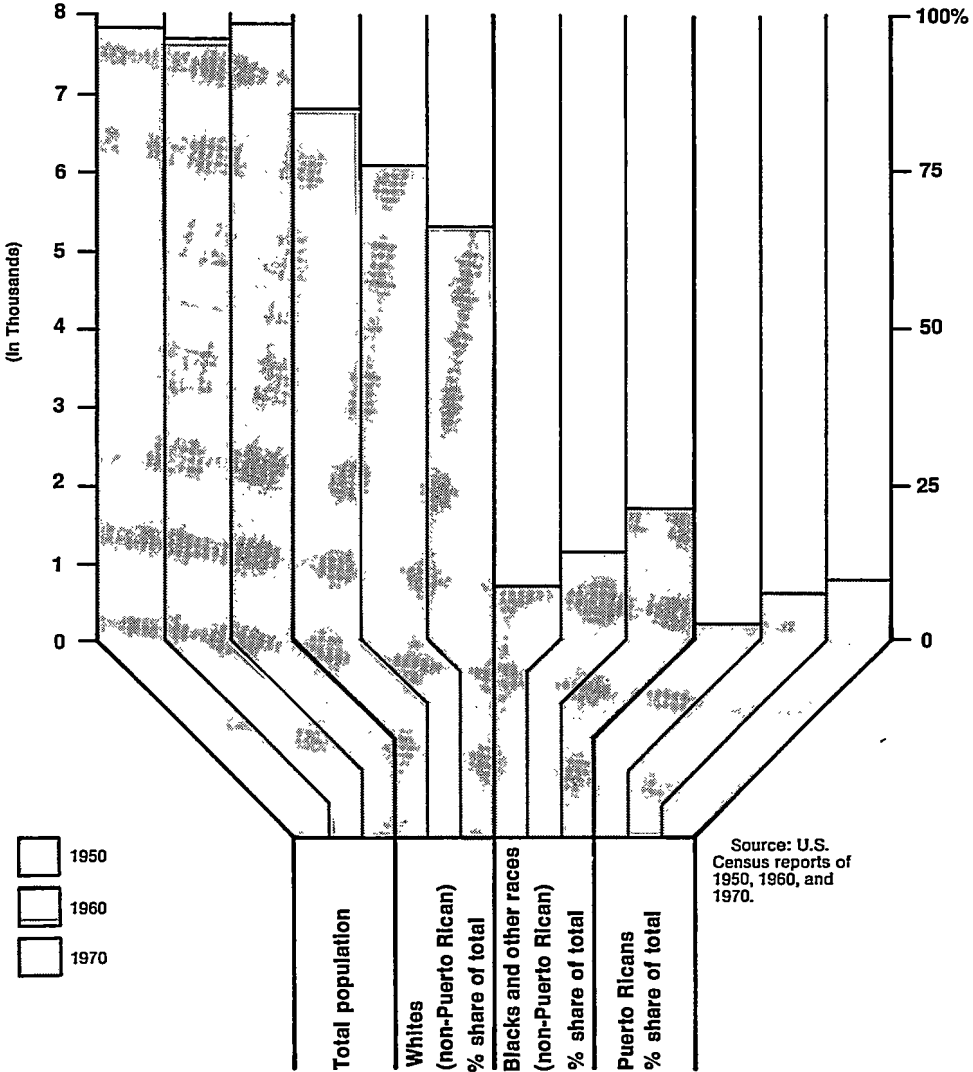 (In Thousands)
8
7
6
5
4
3
2
1
0
100%
75
50
25
0
1950
1960
1970
Total population
Whites
(non-Puerto Rican)
% share of total
Blacks and other races
(non-Puerto Rican)
% share of total
Puerto Ricans
% share of total
Source: U.S.
Census reports of
1950, 1960, and
1970.